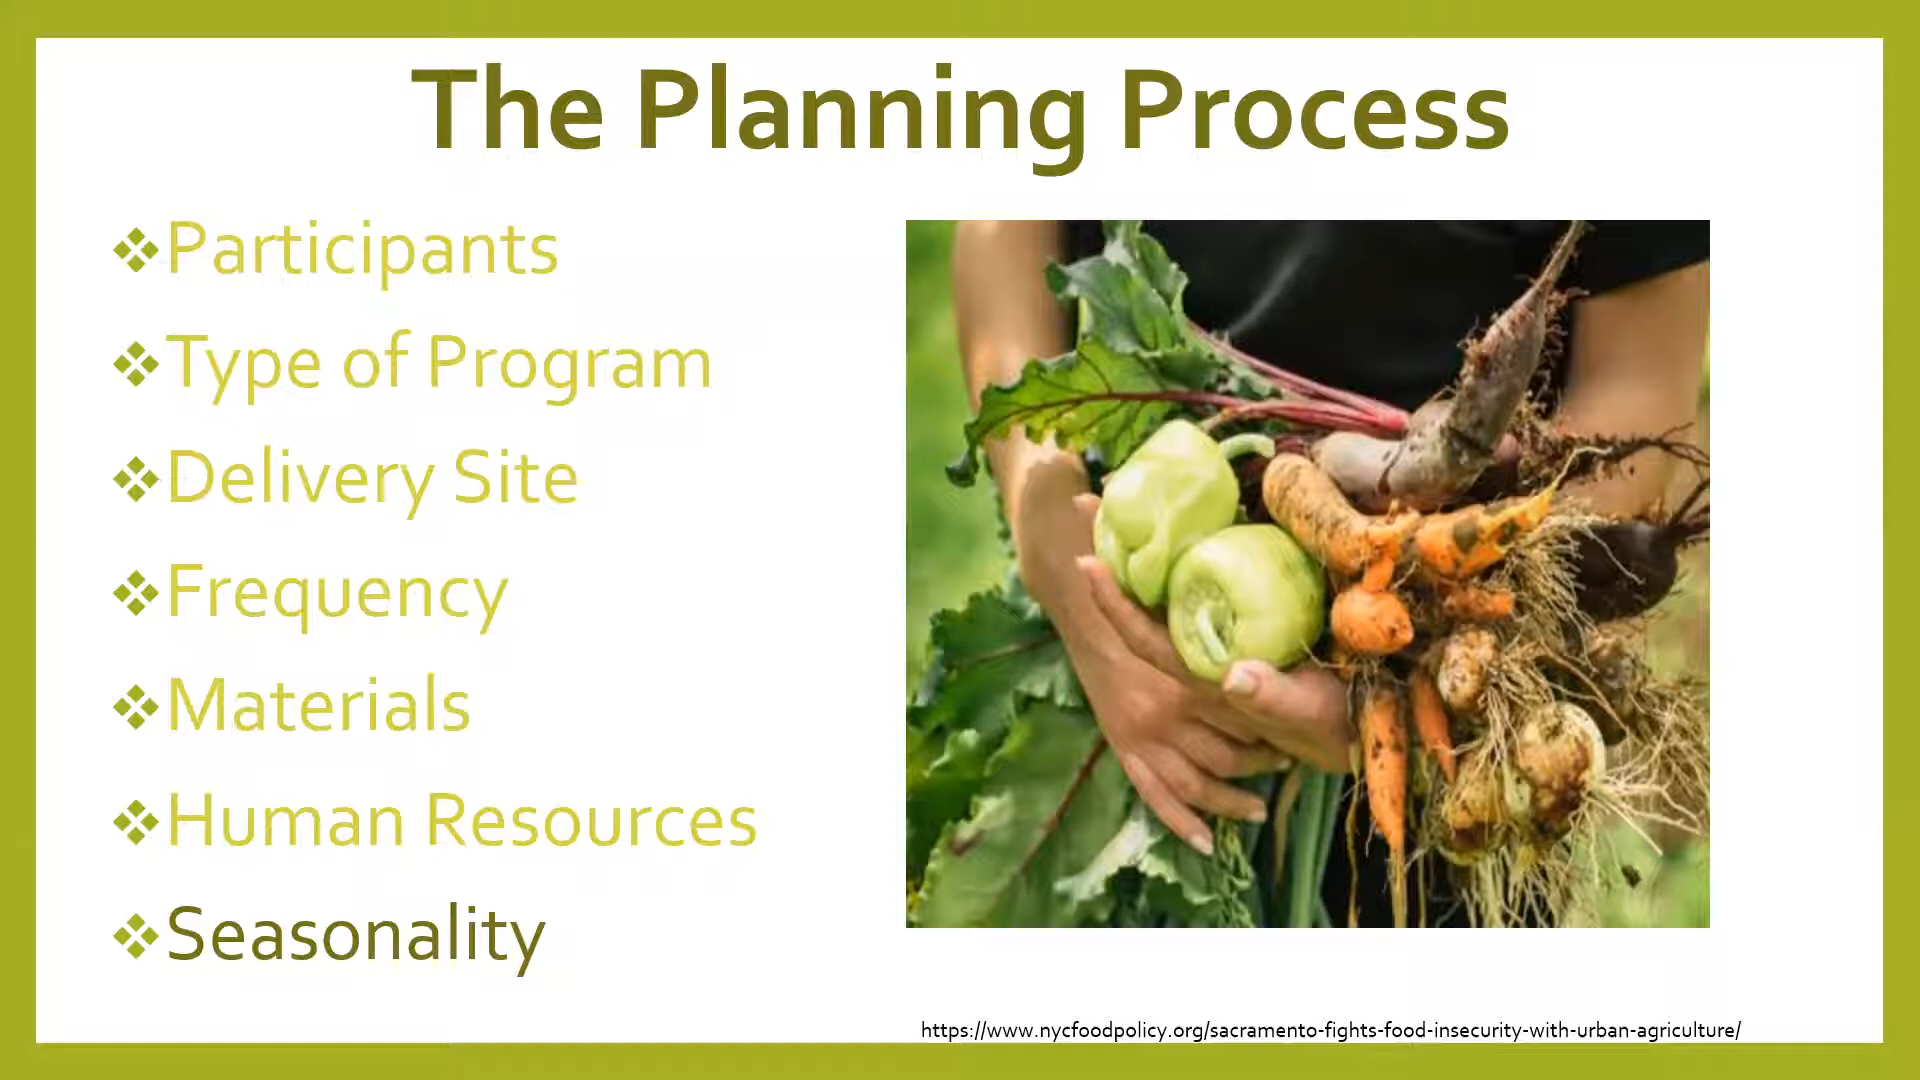 The Planning Process
❖Participants
❖Type of Program
❖Delivery Site
❖Frequency
❖Materials
❖Human Resources
❖Seasonality
https://www.nycfoodpolicy.org/sacramento-fights-food-insecurity-with-urban-agriculture/